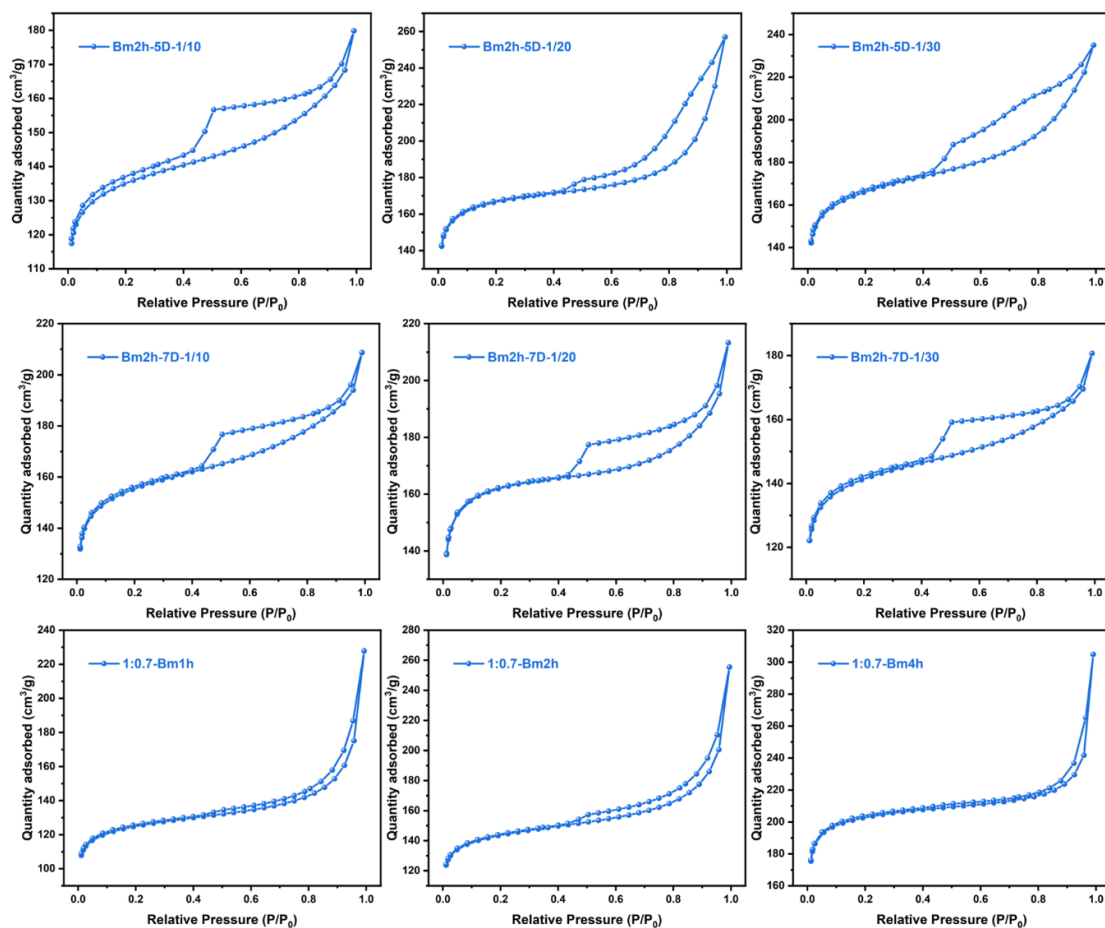 Quantity adsorbed (cm³/g)
180
170
160
150
140
130
120
110
Bm2h-5D-1/10
0.0 0.2 0.4 0.6 0.8 1.0
Relative Pressure (P/P₀)
Quantity adsorbed (cm³/g)
260
240
220
200
180
160
140
Bm2h-5D-1/20
0.0 0.2 0.4 0.6 0.8 1.0
Relative Pressure (P/P₀)
Quantity adsorbed (cm³/g)
240
220
200
180
160
140
Bm2h-5D-1/30
0.0 0.2 0.4 0.6 0.8 1.0
Relative Pressure (P/P₀)
Quantity adsorbed (cm³/g)
220
200
180
160
140
120
Bm2h-7D-1/10
0.0 0.2 0.4 0.6 0.8 1.0
Relative Pressure (P/P₀)
Quantity adsorbed (cm³/g)
220
200
180
160
140
Bm2h-7D-1/20
0.0 0.2 0.4 0.6 0.8 1.0
Relative Pressure (P/P₀)
Quantity adsorbed (cm³/g)
180
160
140
120
Bm2h-7D-1/30
0.0 0.2 0.4 0.6 0.8 1.0
Relative Pressure (P/P₀)
Quantity adsorbed (cm³/g)
240
220
200
180
160
140
120
100
1:0.7-Bm1h
0.0 0.2 0.4 0.6 0.8 1.0
Relative Pressure (P/P₀)
Quantity adsorbed (cm³/g)
280
260
240
220
200
180
160
140
120
1:0.7-Bm2h
0.0 0.2 0.4 0.6 0.8 1.0
Relative Pressure (P/P₀)
Quantity adsorbed (cm³/g)
320
300
280
260
240
220
200
180
160
1:0.7-Bm4h
0.0 0.2 0.4 0.6 0.8 1.0
Relative Pressure (P/P₀)